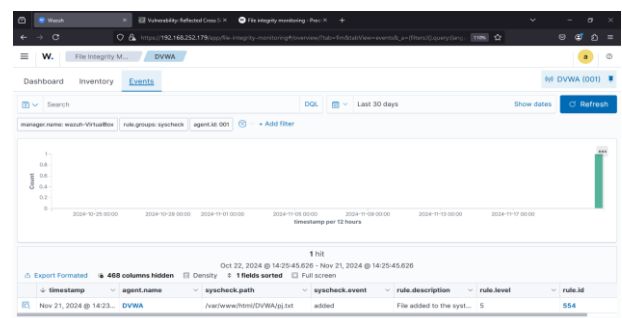 Wazuh
Vulnerability: Reflected Cross S
File integrity monitoring - Proc
https://192.168.252.179/app/file-integrity-monitoring#/overview/?tab=fim&tabView=events&_a=(filters:!(),query:(lang:
110%
W. File Integrity M... DVWA a
Dashboard Inventory Events DVWA (001)
Search DQL Last 30 days Show dates Refresh
manager.name: wazuh-VirtualBox rule.groups: syscheck agent.id: 001 + Add filter
Count
1
0.8
0.6
0.4
0.2
0
2024-10-25 00:00 2024-10-28 00:00 2024-11-01 00:00 2024-11-05 00:00 2024-11-08 00:00 2024-11-13 00:00 2024-11-17 00:00
timestamp per 12 hours
1 hit
Oct 22, 2024 @ 14:25:45.626 - Nov 21, 2024 @ 14:25:45.626
Export Formated 468 columns hidden Density 1 fields sorted Full screen
timestamp agent.name syscheck.path syscheck.event rule.description rule.level rule.id
Nov 21, 2024 @ 14:23... DVWA /var/www/html/DVWA/pj.txt added File added to the syst... 5 554